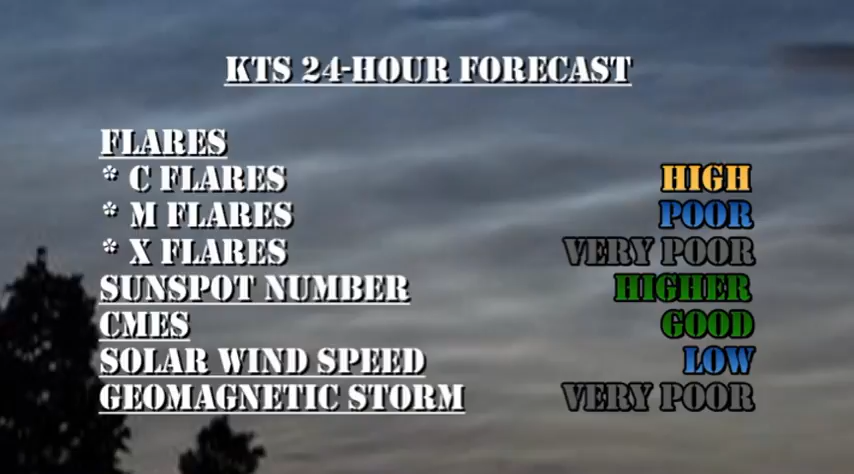 KTS 24-HOUR FORECAST
FLARES
* C FLARES HIGH
* M FLARES POOR
* X FLARES VERY POOR
SUNSPOT NUMBER HIGHER
CMES GOOD
SOLAR WIND SPEED LOW
GEOMAGNETIC STORM VERY POOR